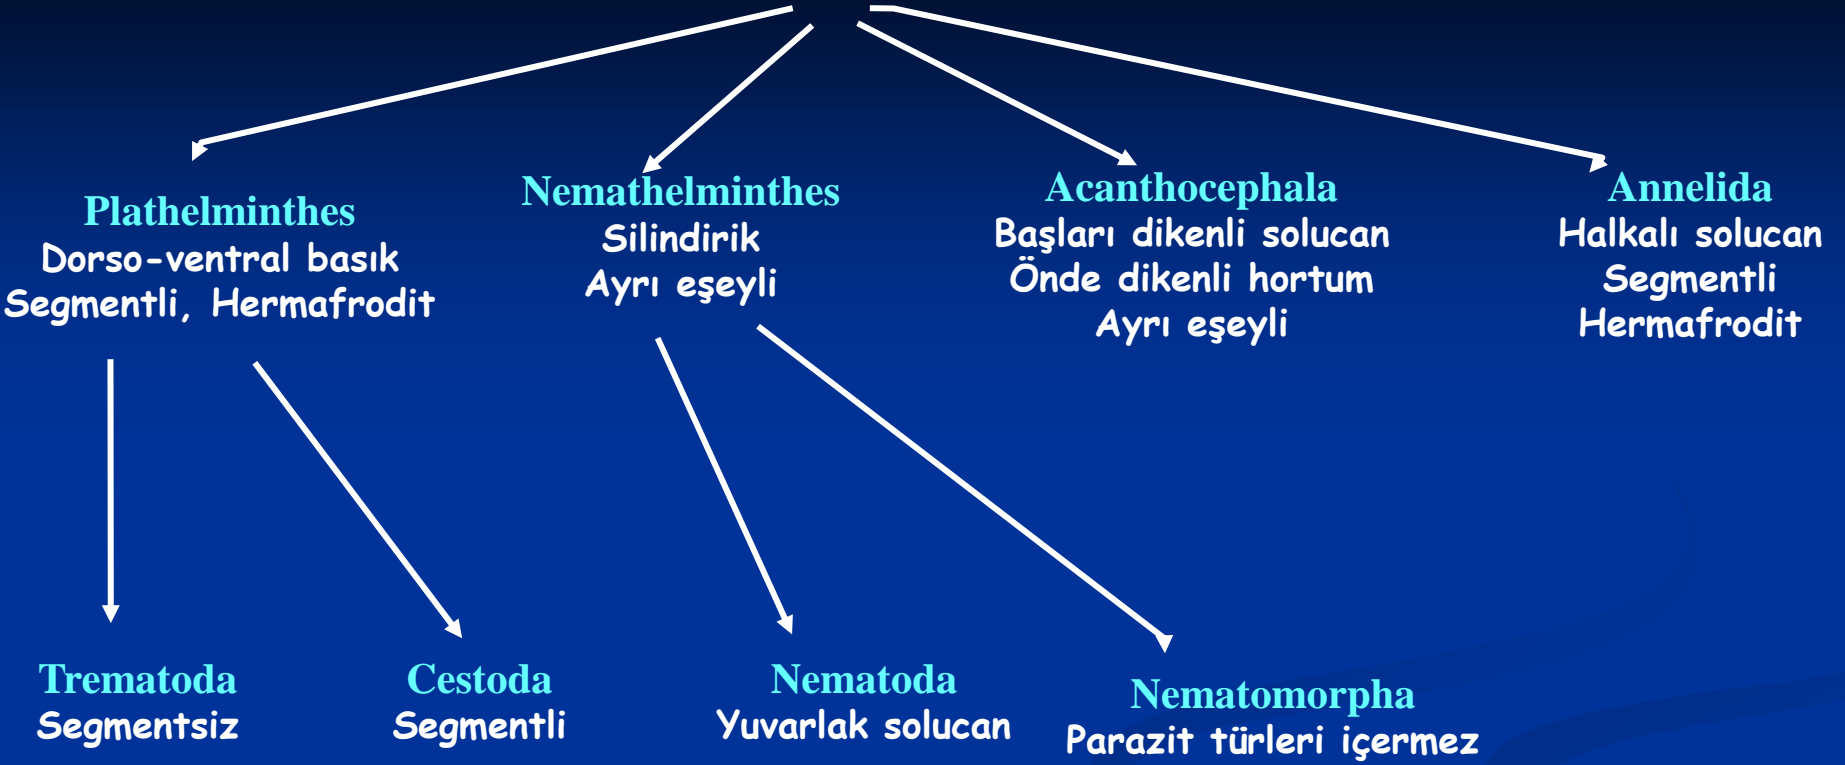 Plathelminthes
Dorso-ventral basık
Segmentli, Hermafrodit
Nemathelminthes
Silindirik
Ayrı eşeyli
Acanthocephala
Başları dikenli solucan
Önde dikenli hortum
Ayrı eşeyli
Annelida
Halkalı solucan
Segmentli
Hermafrodit
Trematoda
Segmentsiz
Cestoda
Segmentli
Nematoda
Yuvarlak solucan
Nematomorpha
Parazit türleri içermez